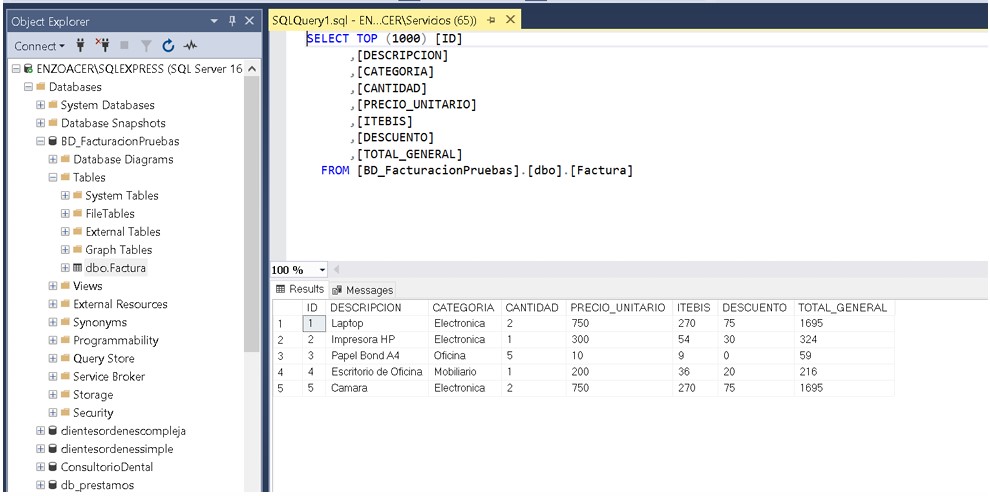 Object Explorer
Connect
ENZOACER\SQLEXPRESS (SQL Server 16
Databases
System Databases
Database Snapshots
BD_FacturacionPruebas
Database Diagrams
Tables
System Tables
FileTables
External Tables
Graph Tables
dbo.Factura
Views
External Resources
Synonyms
Programmability
Query Store
Service Broker
Storage
Security
clientesordenescompleja
clientesordenessimple
ConsultorioDental
db_prestamos
SQLQuery1.sql - EN...CER\Servicios (65))
SELECT TOP (1000) [ID]
,[DESCRIPCION]
,[CATEGORIA]
,[CANTIDAD]
,[PRECIO_UNITARIO]
,[ITEBIS]
,[DESCUENTO]
,[TOTAL_GENERAL]
FROM [BD_FacturacionPruebas].[dbo].[Factura]
100 %
Results Messages
ID DESCRIPCION CATEGORIA CANTIDAD PRECIO_UNITARIO ITEBIS DESCUENTO TOTAL_GENERAL
1 1 Laptop Electronica 2 750 270 75 1695
2 2 Impresora HP Electronica 1 300 54 30 324
3 3 Papel Bond A4 Oficina 5 10 9 0 59
4 4 Escritorio de Oficina Mobiliario 1 200 36 20 216
5 5 Camara Electronica 2 750 270 75 1695